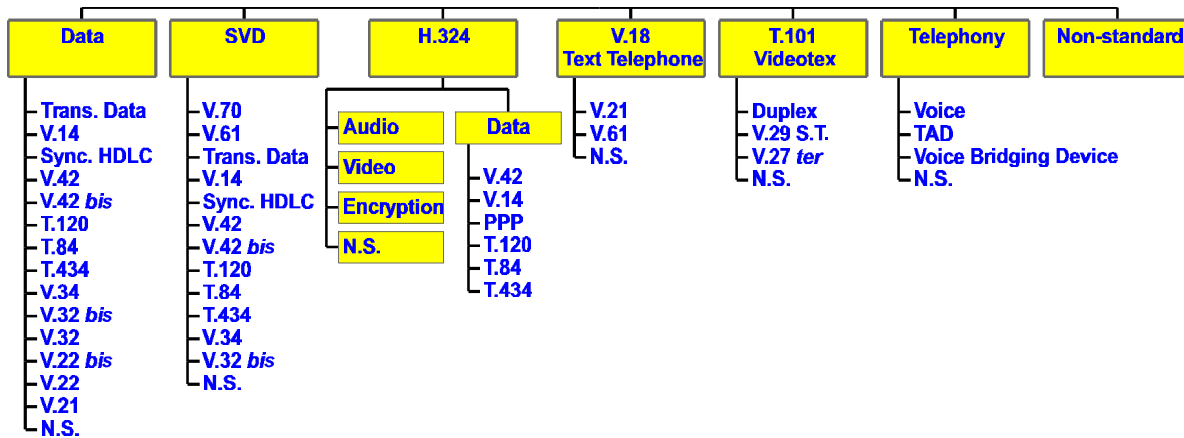 Data
Trans. Data
V.14
Sync. HDLC
V.42
V.42 bis
T.120
T.84
T.434
V.34
V.32 bis
V.32
V.22 bis
V.22
V.21
N.S.
SVD
V.70
V.61
Trans. Data
V.14
Sync. HDLC
V.42
V.42 bis
T.120
T.84
T.434
V.34
V.32 bis
N.S.
H.324
Audio
Video
Encryption
N.S.
Data
V.42
V.14
PPP
T.120
T.84
T.434
V.18
Text Telephone
V.21
V.61
N.S.
T.101
Videotex
Duplex
V.29 S.T.
V.27 ter
N.S.
Telephony
Voice
TAD
Voice Bridging Device
N.S.
Non-standard